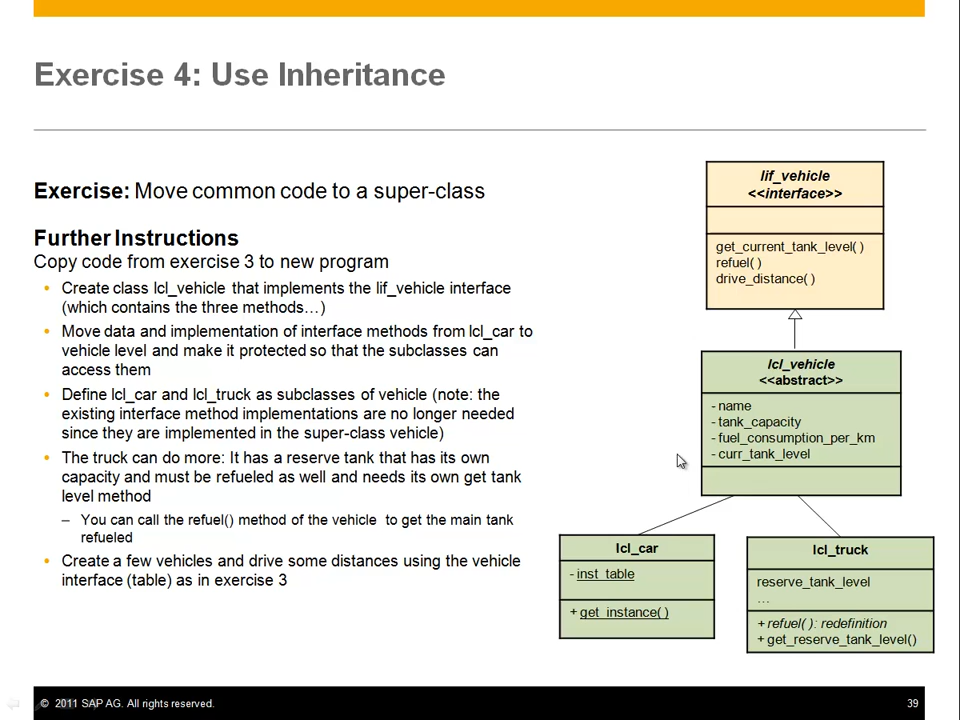 Exercise 4: Use Inheritance
Exercise: Move common code to a super-class
Further Instructions
Copy code from exercise 3 to new program
• Create class lcl_vehicle that implements the lif_vehicle interface
(which contains the three methods…)
• Move data and implementation of interface methods from lcl_car to
vehicle level and make it protected so that the subclasses can
access them
• Define lcl_car and lcl_truck as subclasses of vehicle (note: the
existing interface method implementations are no longer needed
since they are implemented in the super-class vehicle)
• The truck can do more: It has a reserve tank that has its own
capacity and must be refueled as well and needs its own get tank
level method
– You can call the refuel() method of the vehicle to get the main tank
refueled
• Create a few vehicles and drive some distances using the vehicle
interface (table) as in exercise 3
lif_vehicle
<<interface>>
get_current_tank_level( )
refuel( )
drive_distance( )
lcl_vehicle
<<abstract>>
- name
- tank_capacity
- fuel_consumption_per_km
- curr_tank_level
lcl_car
- inst_table
+ get_instance( )
lcl_truck
reserve_tank_level
…
+ refuel( ): redefinition
+ get_reserve_tank_level()
© 2011 SAP AG. All rights reserved.
39